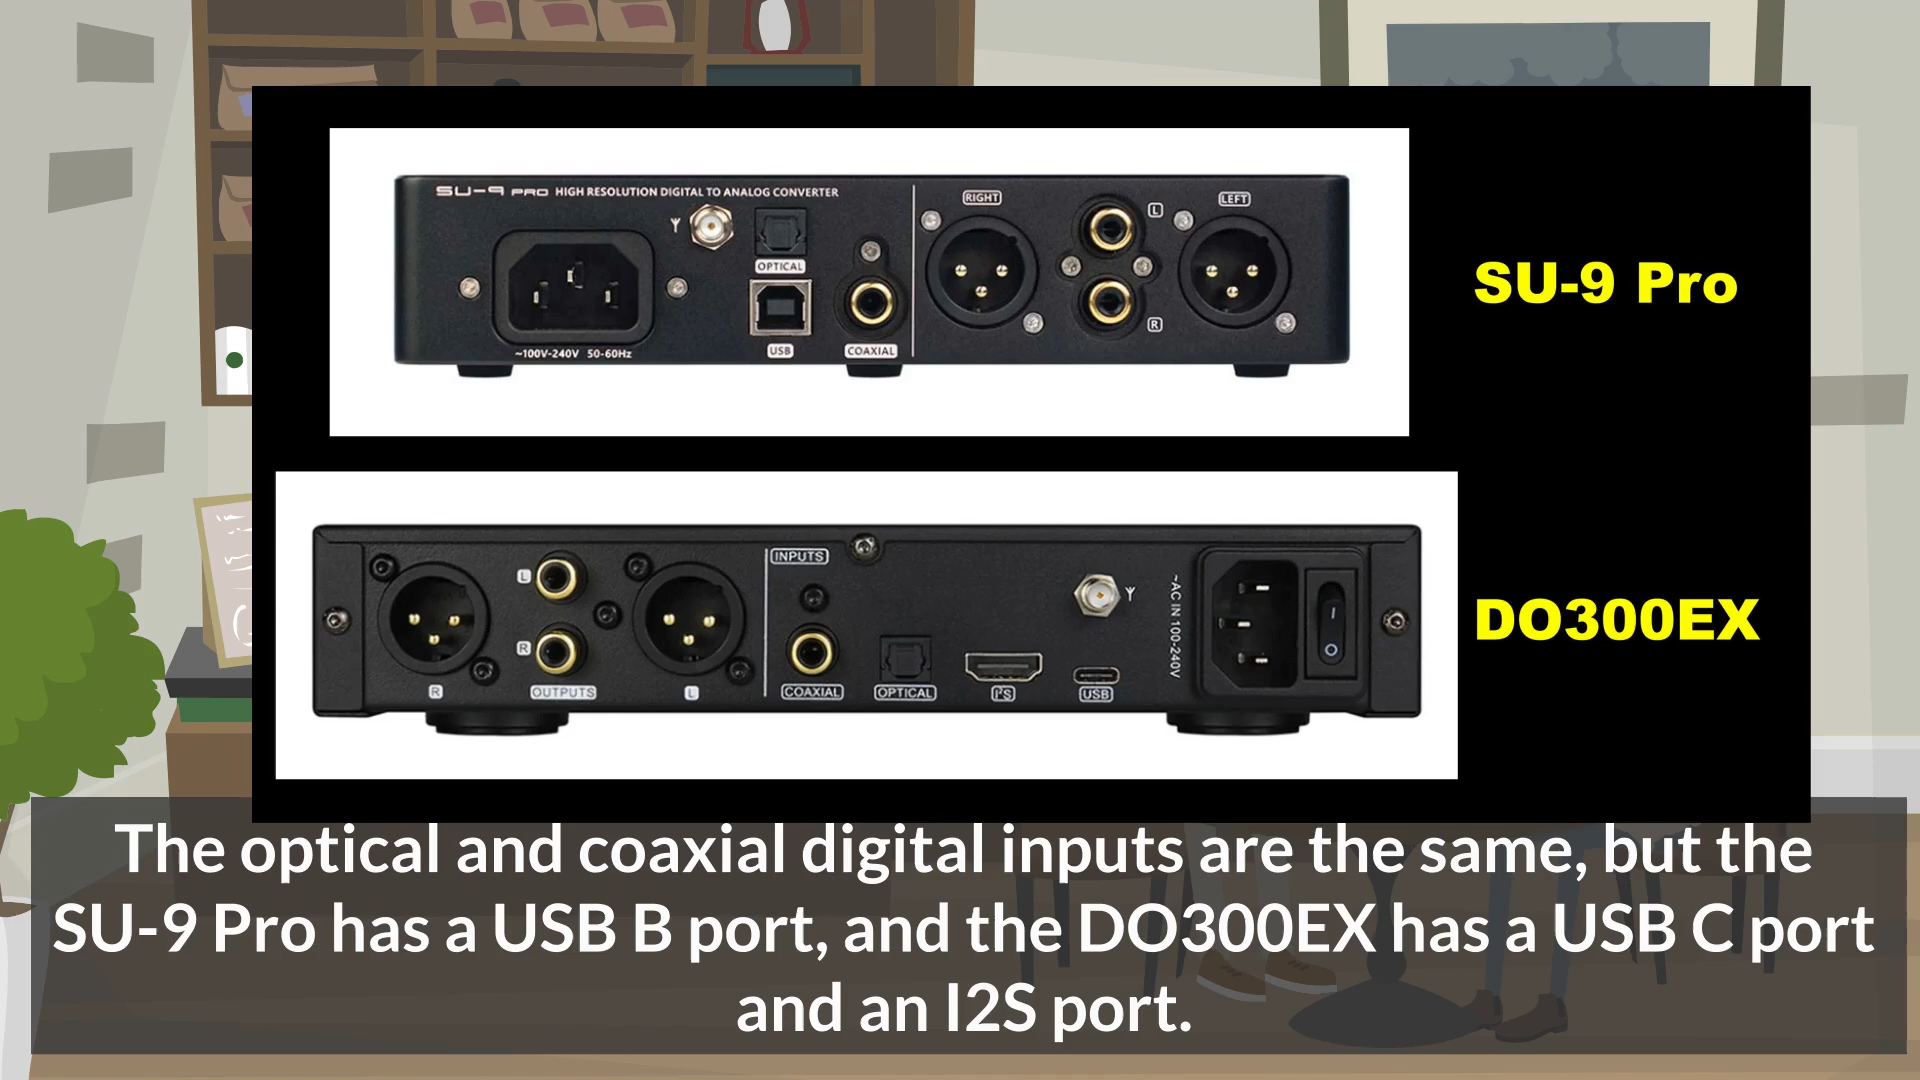 SU-9 PRO HIGH RESOLUTION DIGITAL TO ANALOG CONVERTER
RIGHT
L
LEFT
OPTICAL
R
~100V-240V 50-60Hz
USB
COAXIAL
SU-9 Pro
INPUTS
L
R
~AC IN 100-240V
R
OUTPUTS
L
COAXIAL
OPTICAL
I²S
USB
DO300EX
The optical and coaxial digital inputs are the same, but the
SU-9 Pro has a USB B port, and the DO300EX has a USB C port
and an I2S port.